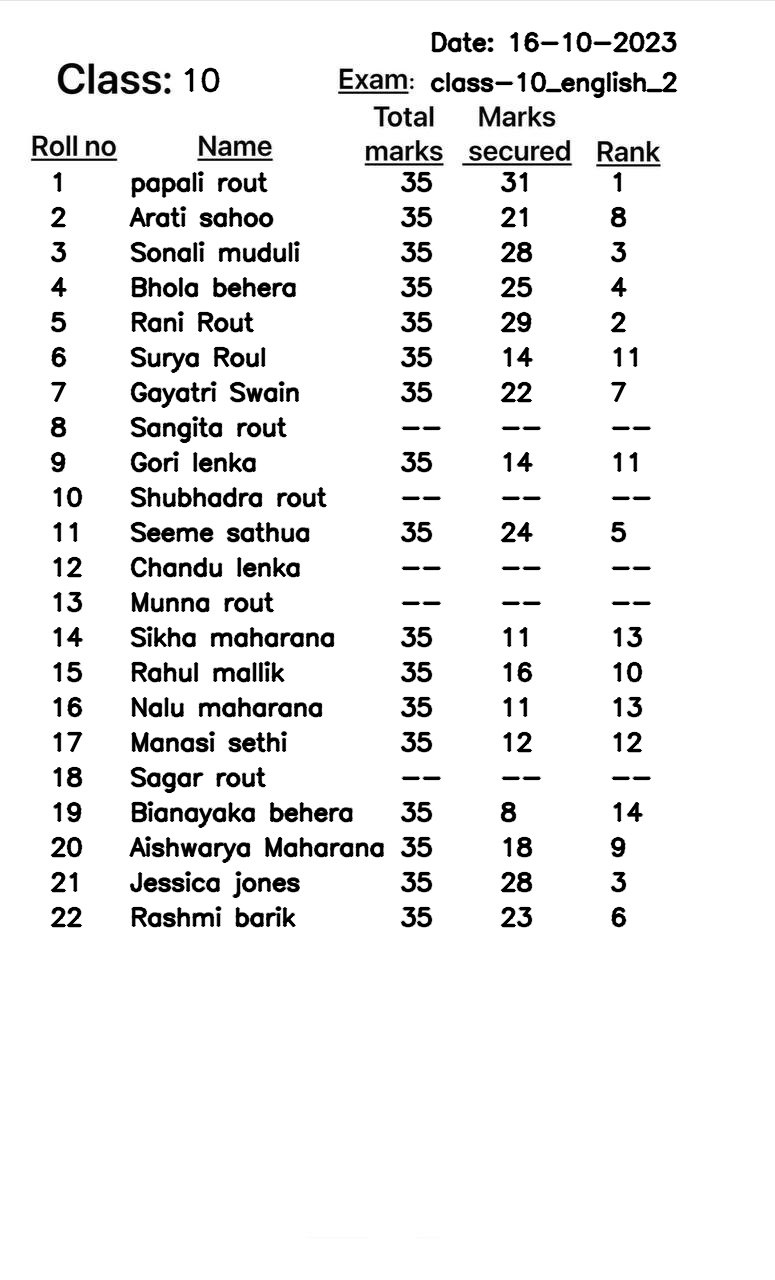 Date: 16-10-2023
Class: 10 Exam: class-10_english_2
Total Marks
Roll no Name marks secured Rank
1 papali rout 35 31 1
2 Arati sahoo 35 21 8
3 Sonali muduli 35 28 3
4 Bhola behera 35 25 4
5 Rani Rout 35 29 2
6 Surya Roul 35 14 11
7 Gayatri Swain 35 22 7
8 Sangita rout -- -- --
9 Gori lenka 35 14 11
10 Shubhadra rout -- -- --
11 Seeme sathua 35 24 5
12 Chandu lenka -- -- --
13 Munna rout -- -- --
14 Sikha maharana 35 11 13
15 Rahul mallik 35 16 10
16 Nalu maharana 35 11 13
17 Manasi sethi 35 12 12
18 Sagar rout -- -- --
19 Bianayaka behera 35 8 14
20 Aishwarya Maharana 35 18 9
21 Jessica jones 35 28 3
22 Rashmi barik 35 23 6